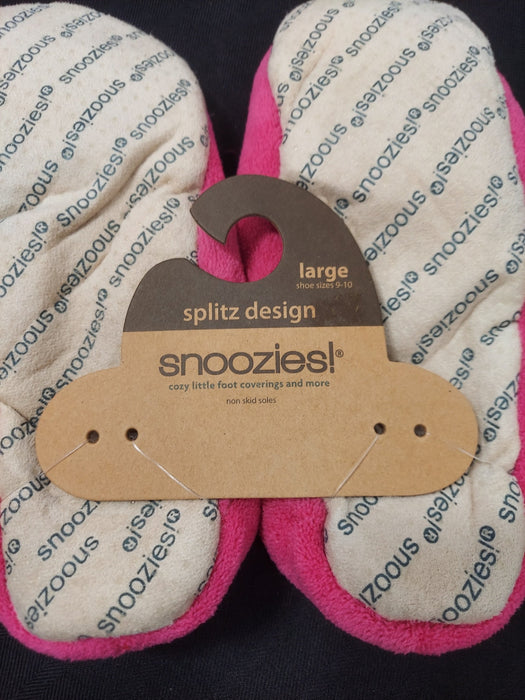 large
shoe sizes 9-10
splitz design
snoozies!®
cozy little foot coverings and more
non skid soles